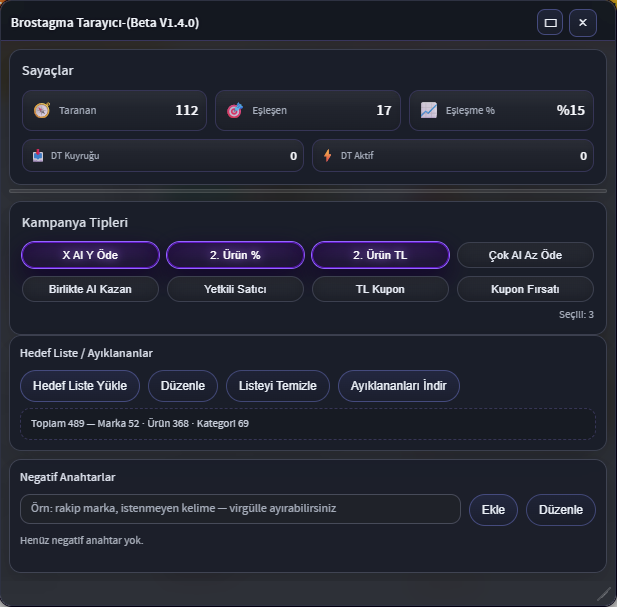 Brostagma Tarayıcı-(Beta V1.4.0)
Sayaçlar
Taranan 112
Eşleşen 17
Eşleşme % %15
DT Kuyruğu 0
DT Aktif 0
Kampanya Tipleri
X Al Y Öde
2. Ürün %
2. Ürün TL
Çok Al Az Öde
Birlikte Al Kazan
Yetkili Satıcı
TL Kupon
Kupon Fırsatı
Seçili: 3
Hedef Liste / Ayıklananlar
Hedef Liste Yükle
Düzenle
Listeyi Temizle
Ayıklananları İndir
Toplam 489 — Marka 52 · Ürün 368 · Kategori 69
Negatif Anahtarlar
Örn: rakip marka, istenmeyen kelime — virgülle ayırabilirsiniz
Ekle
Düzenle
Henüz negatif anahtar yok.